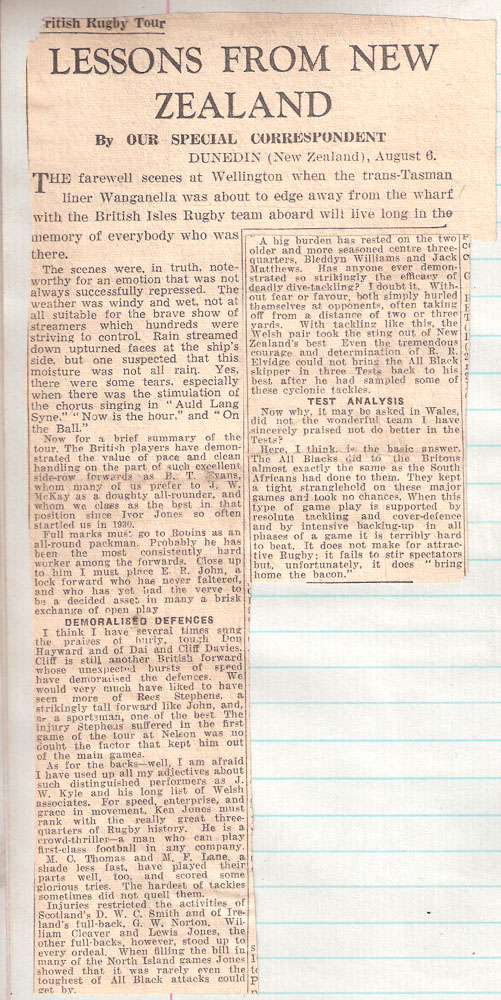 ritish Rugby Tour
LESSONS FROM NEW
ZEALAND
By OUR SPECIAL CORRESPONDENT
DUNEDIN (New Zealand), August 6.
THE farewell scenes at Wellington when the trans-Tasman
liner Wanganella was about to edge away from the wharf
with the British Isles Rugby team aboard will live long in the
memory of everybody who was
there.
The scenes were, in truth, note-
worthy for an emotion that was not
always successfully repressed. The
weather was windy and wet, not at
all suitable for the brave show of
streamers which hundreds were
striving to control. Rain streamed
down upturned faces at the ship's
side, but one suspected that this
moisture was not all rain. Yes,
there were some tears, especially
when there was the stimulation of
the chorus singing in "Auld Lang
Syne," "Now is the hour," and "On
the Ball."
Now for a brief summary of the
tour. The British players have demon-
strated the value of pace and clean
handling on the part of such excellent
side-row forwards as R. T. Evans,
whom many of us prefer to J. W.
McKay as a doughty all-rounder, and
whom we class as the best in that
position since Ivor Jones so often
startled us in 1930.
Full marks must go to Robins as an
all-round packman. Probably he has
been the most consistently hard
worker among the forwards. Close up
to him I must place E. R. John, a
lock forward who has never faltered,
and who has yet had the verve to
be a decided asset in many a brisk
exchange of open play
DEMORALISED DEFENCES
I think I have several times sung
the praises of burly, tough Don
Hayward and of Dai and Cliff Davies.
Cliff is still another British forward
whose unexpected bursts of speed
have demoralised the defences. We
would very much have liked to have
seen more of Rees Stephens, a
strikingly tall forward like John, and,
as a sportsman, one of the best. The
injury Stephens suffered in the first
game of the tour at Nelson was no
doubt the factor that kept him out
of the main games.
As for the backs—well, I am afraid
I have used up all my adjectives about
such distinguished performers as J.
W. Kyle and his long list of Welsh
associates. For speed, enterprise, and
grace in movement, Ken Jones must
rank with the really great three-
quarters of Rugby history. He is a
crowd-thriller—a man who can play
first-class football in any company.
M. C. Thomas and M. F. Lane, a
shade less fast, have played their
parts well, too, and scored some
glorious tries. The hardest of tackles
sometimes did not quell them.
Injuries restricted the activities of
Scotland's D. W. C. Smith and of Ire-
land's full-back, G. W. Norton. Wil-
liam Cleaver and Lewis Jones, the
other full-backs, however, stood up to
every ordeal. When filling the bill in
many of the North Island games Jones
showed that it was rarely even the
toughest of All Black attacks could
get by.
A big burden has rested on the two
older and more seasoned centre three-
quarters, Bleddyn Williams and Jack
Matthews. Has anyone ever demon-
strated so strikingly the efficacy of
deadly dive-tackling? I doubt it. With-
out fear or favour, both simply hurled
themselves at opponents, often taking
off from a distance of two or three
yards. With tackling like this, the
Welsh pair took the sting out of New
Zealand's best Even the tremendous
courage and determination of R. R.
Elvidge could not bring the All Black
skipper in three Tests back to his
best after he had sampled some of
these cyclonic tackles.
TEST ANALYSIS
Now why, it may be asked in Wales,
did not the wonderful team I have
sincerely praised not do better in the
Tests?
Here, I think, is the basic answer.
The All Blacks did to the Britons
almost exactly the same as the South
Africans had done to them. They kept
a tight stranglehold on these major
games and took no chances. When this
type of game play is supported by
resolute tackling and cover-defence
and by intensive backing-up in all
phases of a game it is terribly hard
to beat. It does not make for attrac-
tive Rugby; it fails to stir spectators
but, unfortunately, it does "bring
home the bacon."